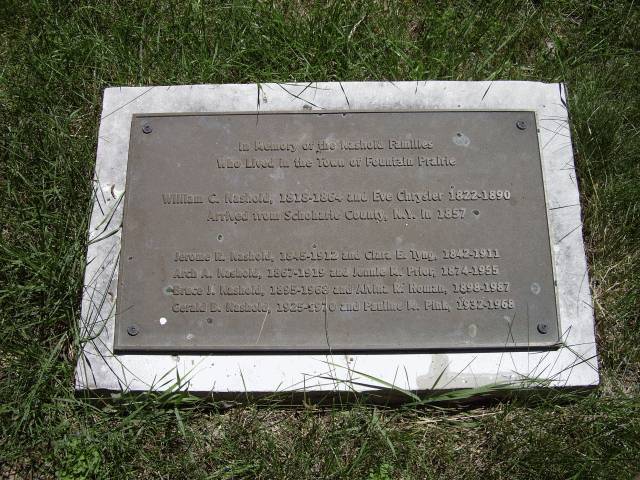 In Memory of the Nashold Families
Who Lived in the Town of Fountain Prairie
William C. Nashold, 1818-1864 and Eve Chrysler 1822-1890
Arrived from Schoharie County, N.Y. in 1857
Jerome R. Nashold, 1845-1912 and Clara E. Tyng, 1842-1911
Arch A. Nashold, 1867-1919 and Jennie M. Prior, 1874-1955
Bruce J. Nashold, 1895-1968 and Alvina R. Homan, 1898-1987
Gerald B. Nashold, 1925-1970 and Pauline M. Pink, 1932-1968